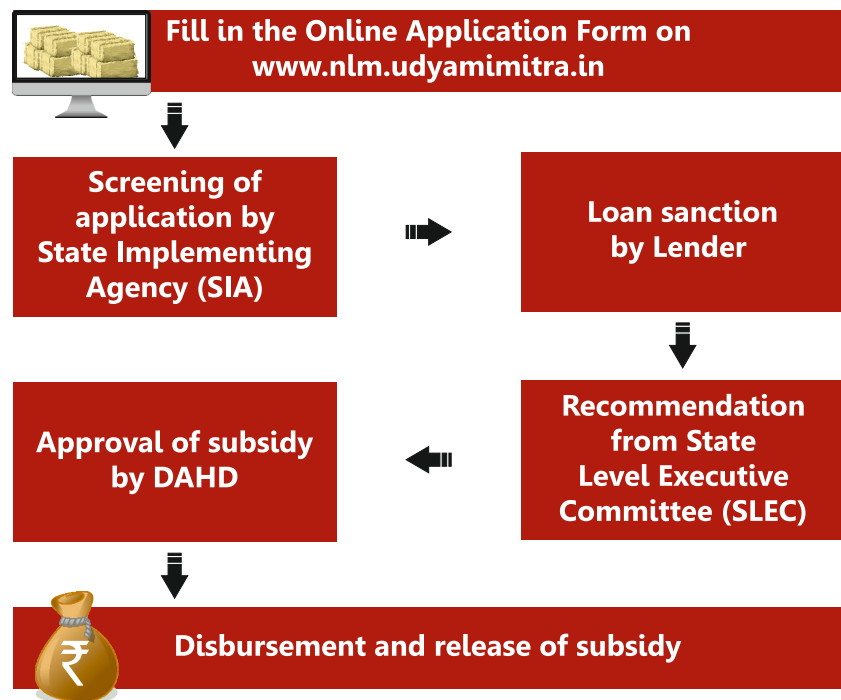 Fill in the Online Application Form on
www.nlm.udyamimitra.in
Screening of
application by
State Implementing
Agency (SIA)
Loan sanction
by Lender
Recommendation
from State
Level Executive
Committee (SLEC)
Approval of subsidy
by DAHD
₹
Disbursement and release of subsidy